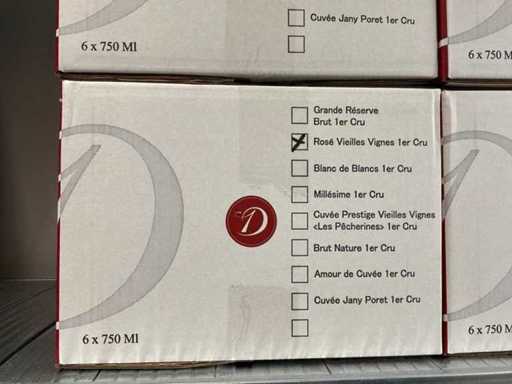 Cuvée Jany Poret 1er Cru
6 x 750 Ml
Grande Réserve
Brut 1er Cru
Rosé Vieilles Vignes 1er Cru
Blanc de Blancs 1er Cru
Millésime 1er Cru
Cuvée Prestige Vieilles Vignes
<Les Pêcherines> 1er Cru
D
Brut Nature 1er Cru
Amour de Cuvée 1er Cru
Cuvée Jany Poret 1er Cru
6 x 750 Ml
6 x 750 M
6 x 750 M